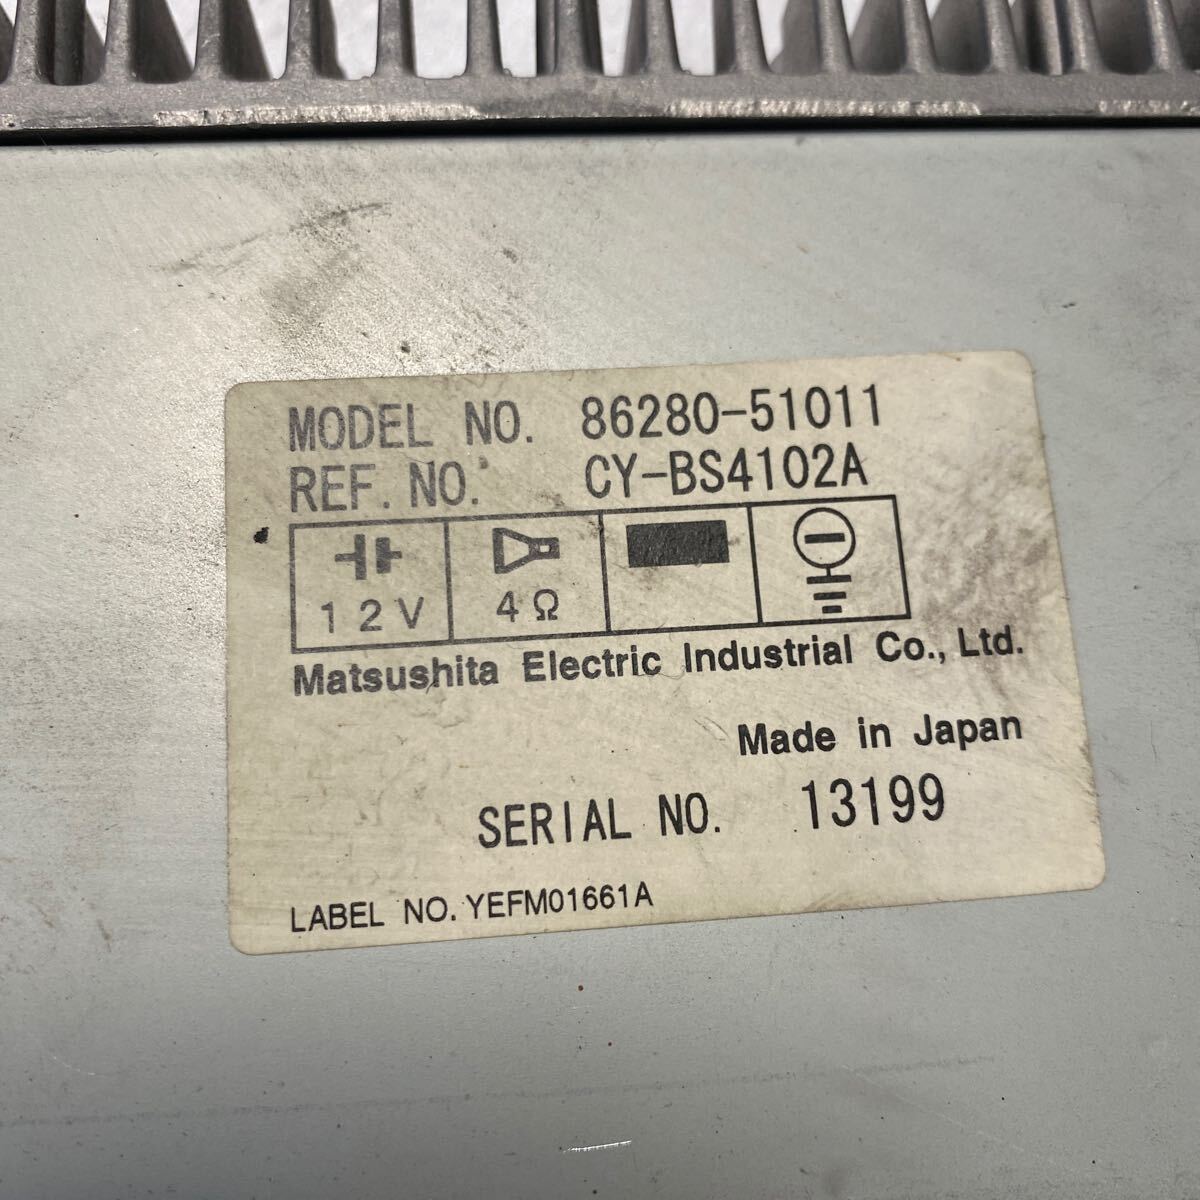 MODEL NO. 86280-51011
REF. NO. CY-BS4102A
12V 4Ω
Matsushita Electric Industrial Co., Ltd.
Made in Japan
SERIAL NO. 13199
LABEL NO. YEFM01661A